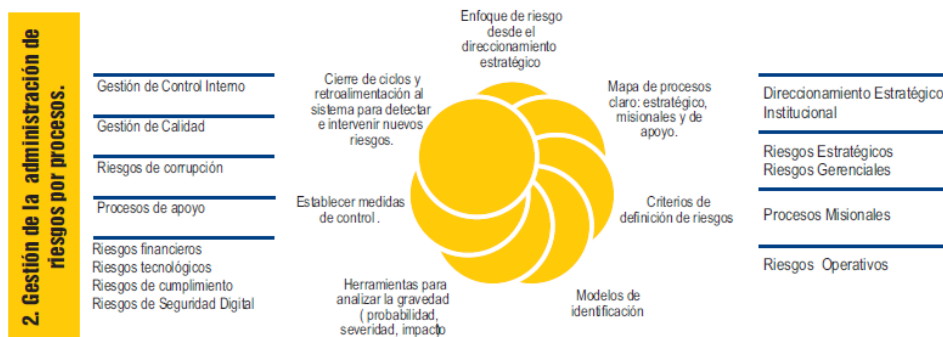 2. Gestión de la administración de
riesgos por procesos.
Gestión de Control Interno
Gestión de Calidad
Riesgos de corrupción
Procesos de apoyo
Riesgos financieros
Riesgos tecnológicos
Riesgos de cumplimiento
Riesgos de Seguridad Digital
Enfoque de riesgo
desde el
direccionamiento
estratégico
Mapa de procesos
claro: estratégico,
misionales y de
apoyo.
Criterios de
definición de riesgos
Modelos de
identificación
Herramientas para
analizar la gravedad
( probabilidad,
severidad, impacto)
Establecer medidas
de control .
Cierre de ciclos y
retroalimentación al
sistema para detectar
e intervenir nuevos
riesgos.
Direccionamiento Estratégico
Institucional
Riesgos Estratégicos
Riesgos Gerenciales
Procesos Misionales
Riesgos Operativos